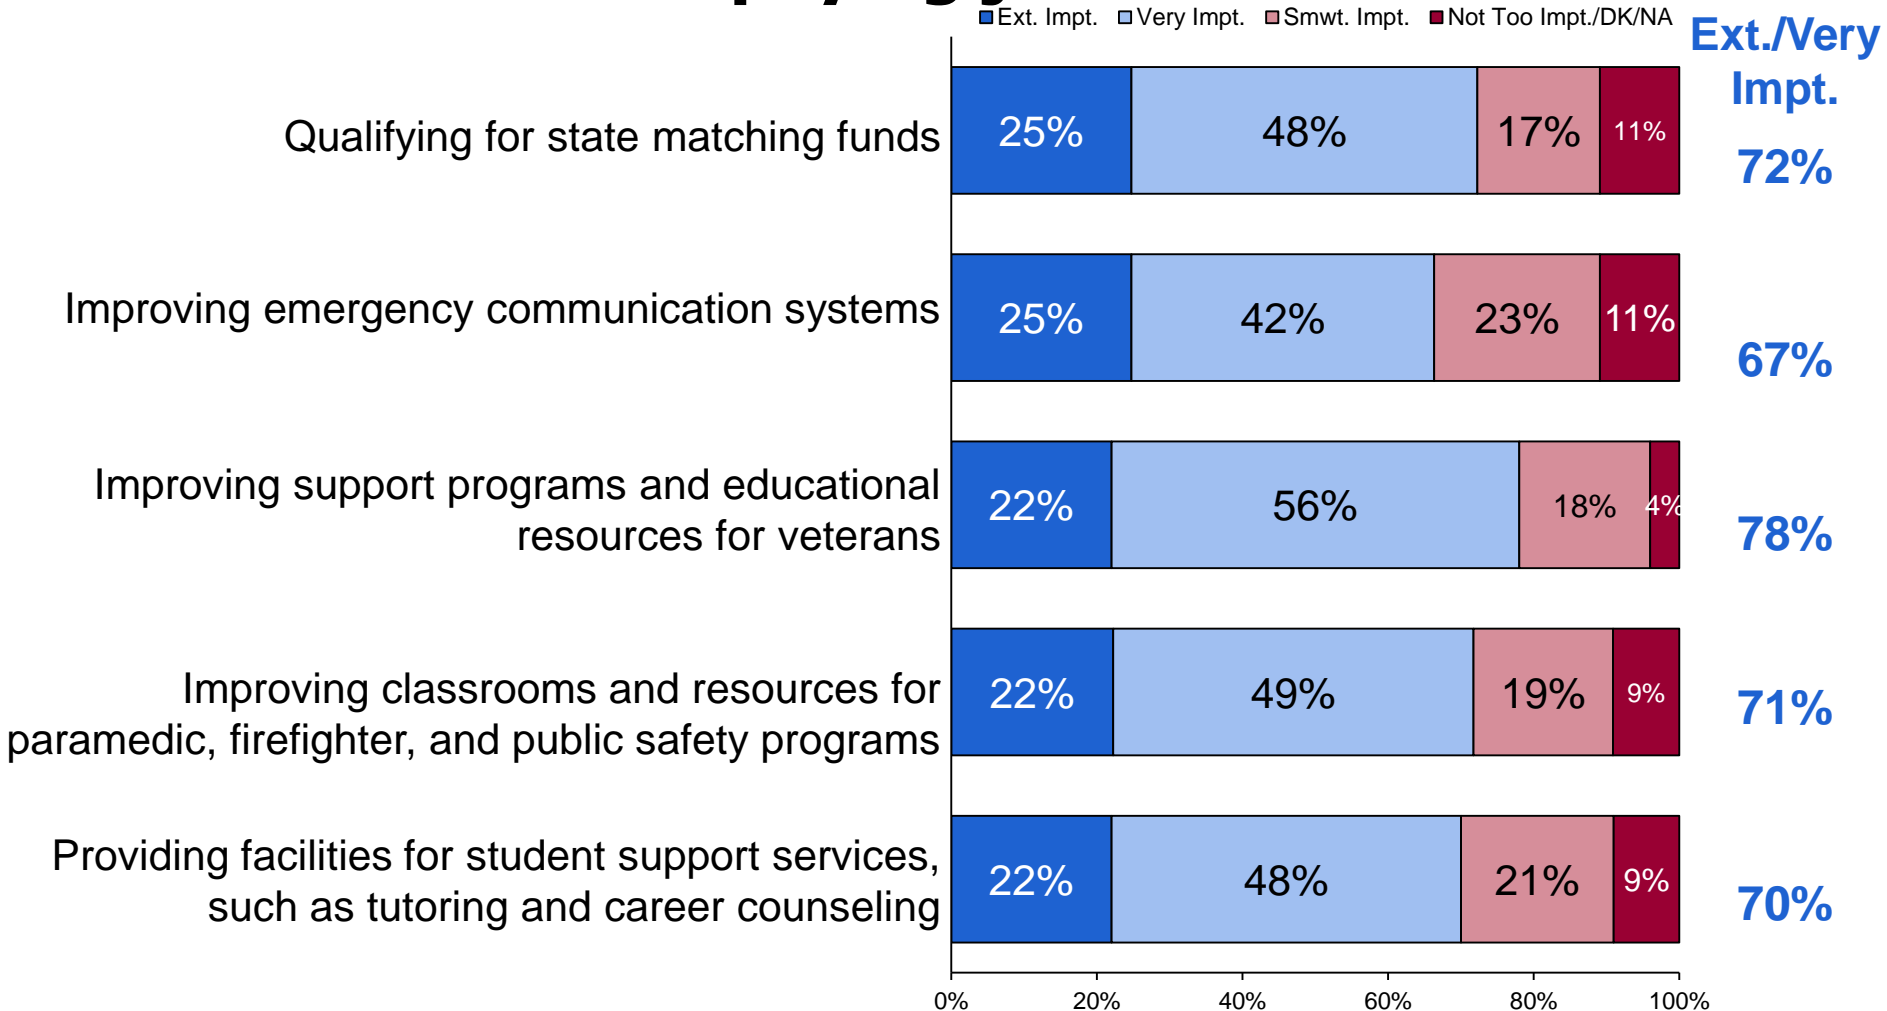 Ext. Impt. Very Impt. Smwt. Impt. Not Too Impt./DK/NA
Ext./Very
Impt.
Qualifying for state matching funds
25% 48% 17% 11%
72%
Improving emergency communication systems
25% 42% 23% 11%
67%
Improving support programs and educational
resources for veterans
22% 56% 18% 4%
78%
Improving classrooms and resources for
paramedic, firefighter, and public safety programs
22% 49% 19% 9%
71%
Providing facilities for student support services,
such as tutoring and career counseling
22% 48% 21% 9%
70%
0% 20% 40% 60% 80% 100%